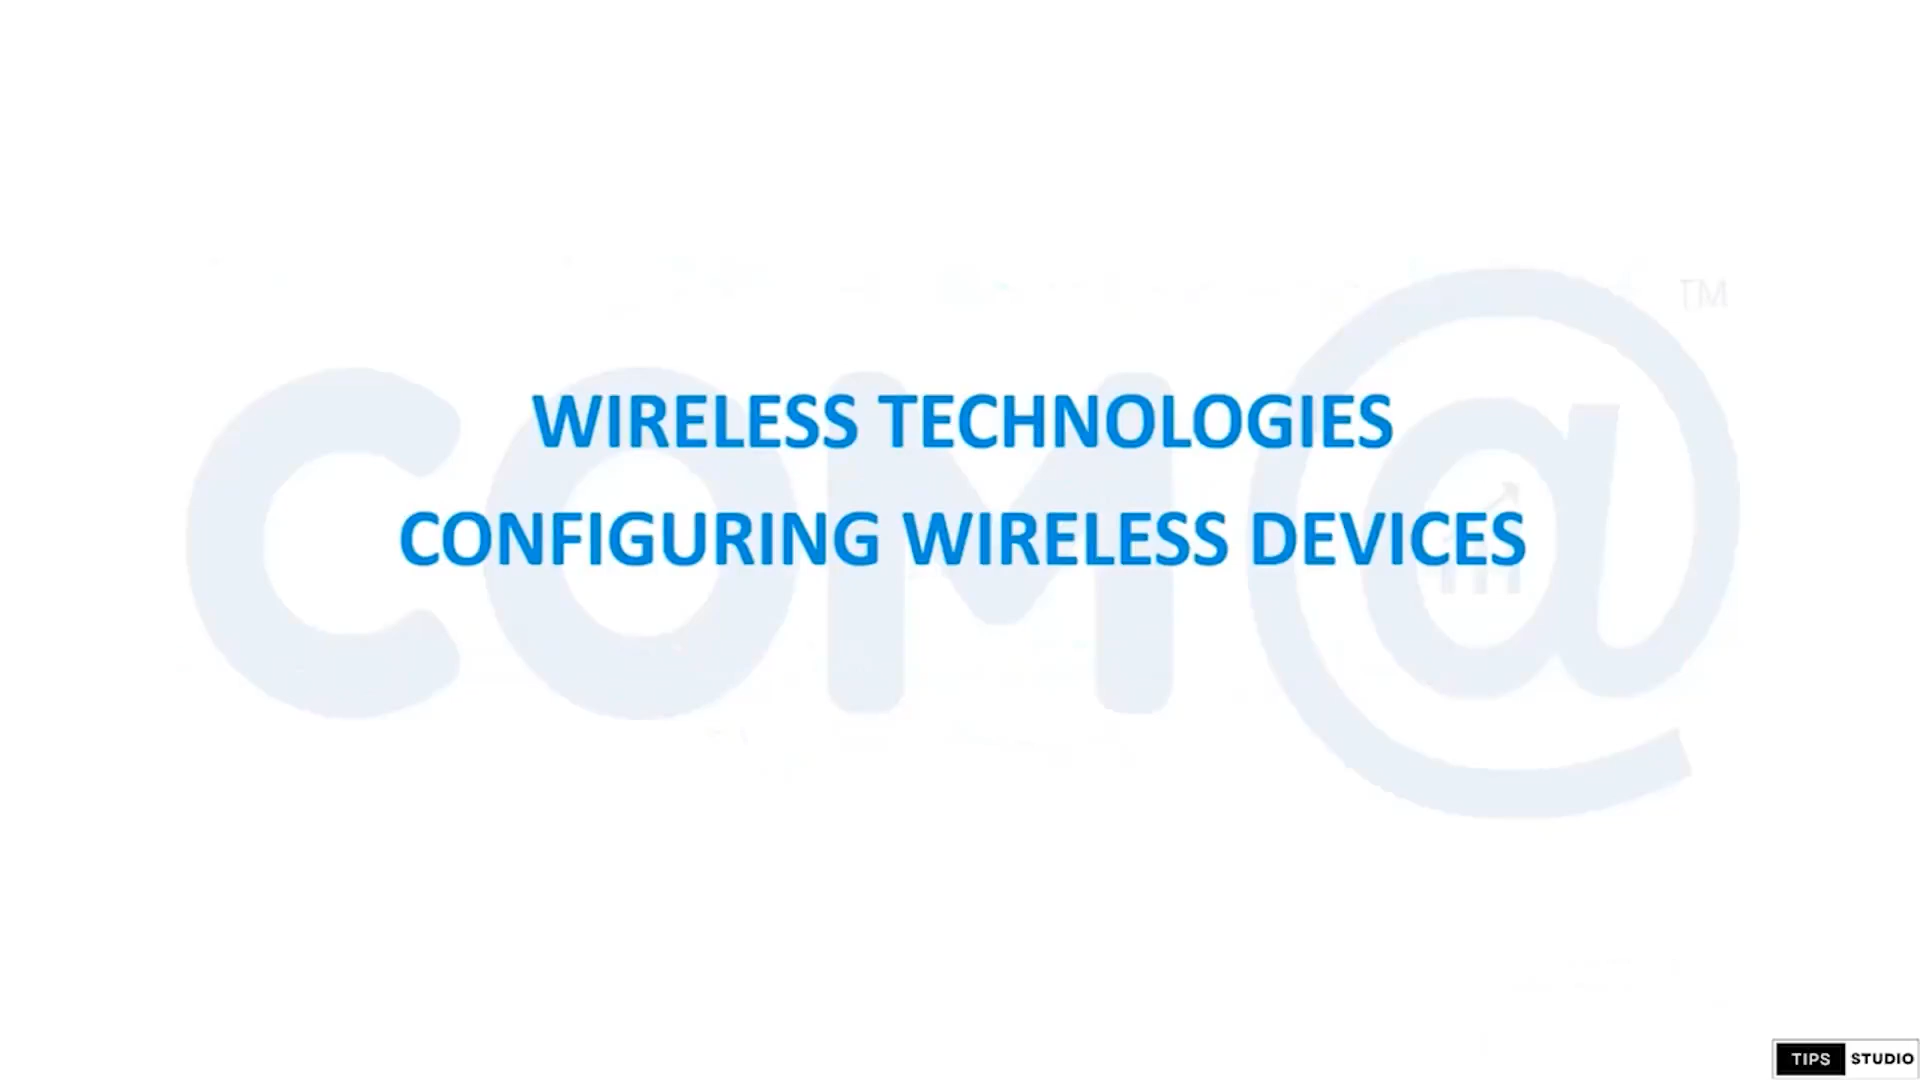 WIRELESS TECHNOLOGIES
CONFIGURING WIRELESS DEVICES
COM@ TM
TIPS STUDIO